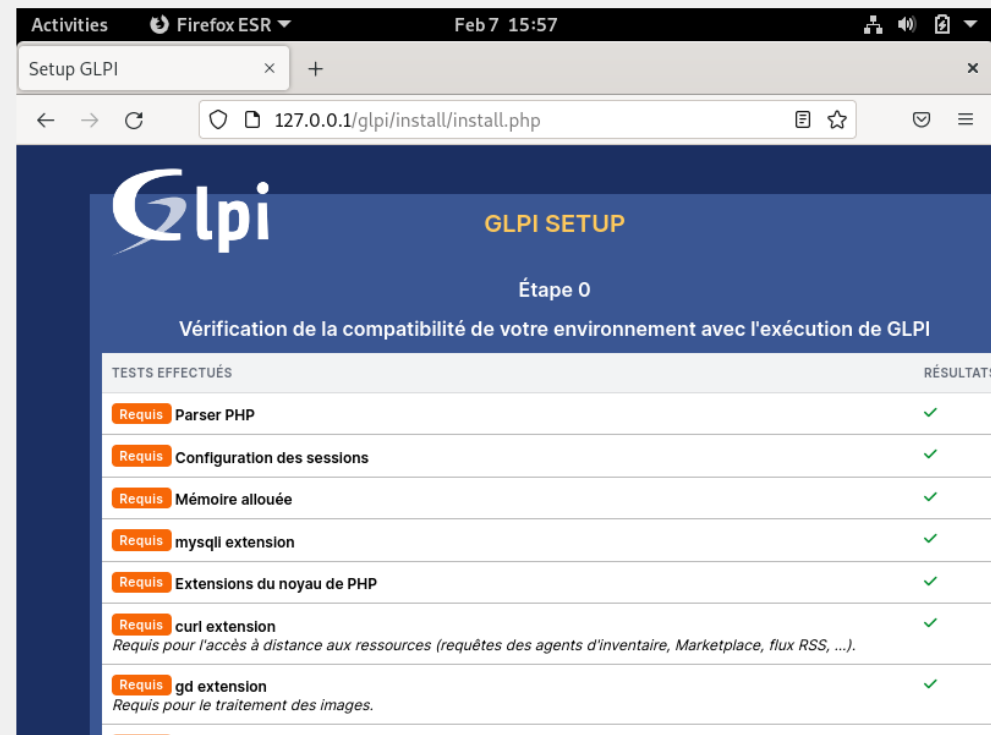 Activities Firefox ESR Feb 7 15:57
Setup GLPI
127.0.0.1/glpi/install/install.php
Glpi
GLPI SETUP
Étape 0
Vérification de la compatibilité de votre environnement avec l'exécution de GLPI
TESTS EFFECTUÉS RÉSULTATS
Requis Parser PHP
Requis Configuration des sessions
Requis Mémoire allouée
Requis mysqli extension
Requis Extensions du noyau de PHP
Requis curl extension
Requis pour l'accès à distance aux ressources (requêtes des agents d'inventaire, Marketplace, flux RSS, ...).
Requis gd extension
Requis pour le traitement des images.